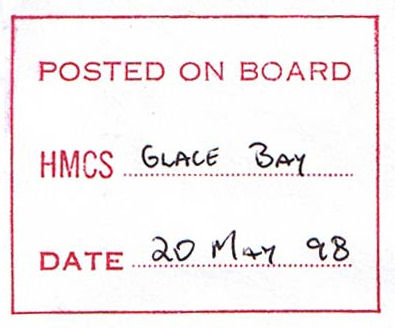 POSTED ON BOARD
HMCS GLACE BAY
DATE 20 MAY 98